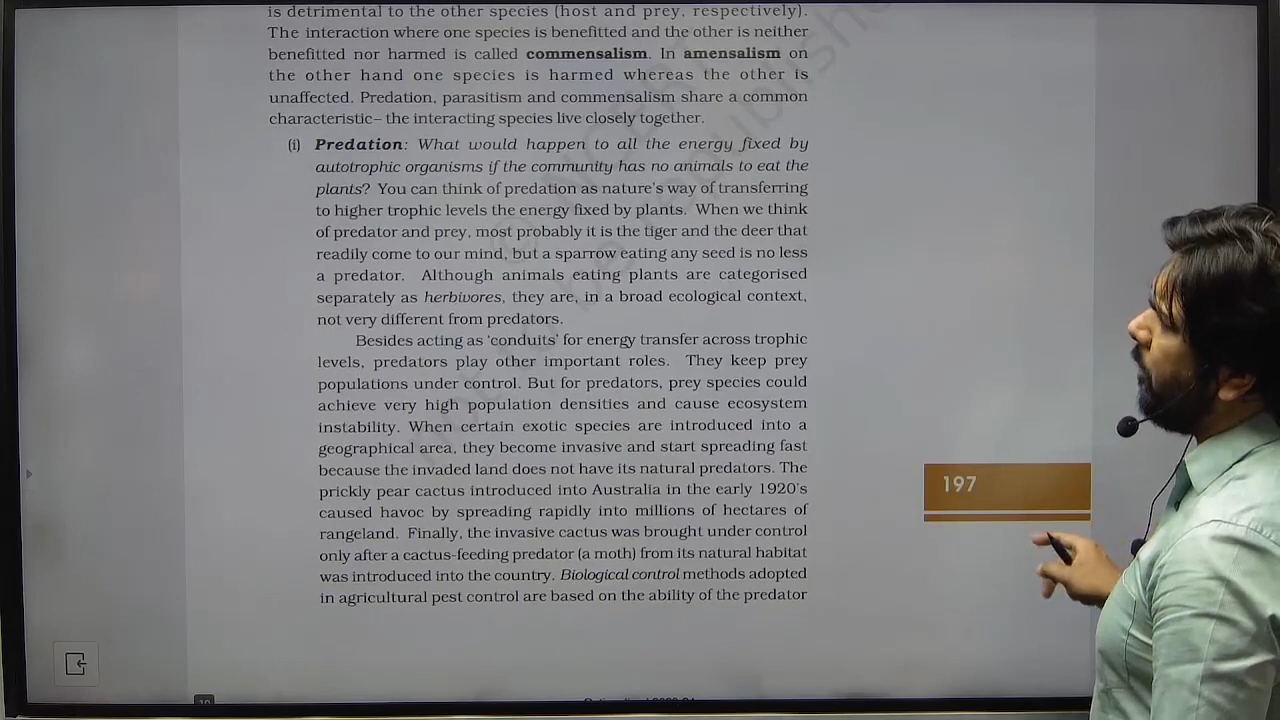 is detrimental to the other species (host and prey, respectively).
The interaction where one species is benefitted and the other is neither
benefitted nor harmed is called commensalism. In amensalism on
the other hand one species is harmed whereas the other is
unaffected. Predation, parasitism and commensalism share a common
characteristic– the interacting species live closely together.
(i) Predation: What would happen to all the energy fixed by
autotrophic organisms if the community has no animals to eat the
plants? You can think of predation as nature's way of transferring
to higher trophic levels the energy fixed by plants. When we think
of predator and prey, most probably it is the tiger and the deer that
readily come to our mind, but a sparrow eating any seed is no less
a predator. Although animals eating plants are categorised
separately as herbivores, they are, in a broad ecological context,
not very different from predators.
Besides acting as 'conduits' for energy transfer across trophic
levels, predators play other important roles. They keep prey
populations under control. But for predators, prey species could
achieve very high population densities and cause ecosystem
instability. When certain exotic species are introduced into a
geographical area, they become invasive and start spreading fast
because the invaded land does not have its natural predators. The
prickly pear cactus introduced into Australia in the early 1920's
caused havoc by spreading rapidly into millions of hectares of
rangeland. Finally, the invasive cactus was brought under control
only after a cactus-feeding predator (a moth) from its natural habitat
was introduced into the country. Biological control methods adopted
in agricultural pest control are based on the ability of the predator
197